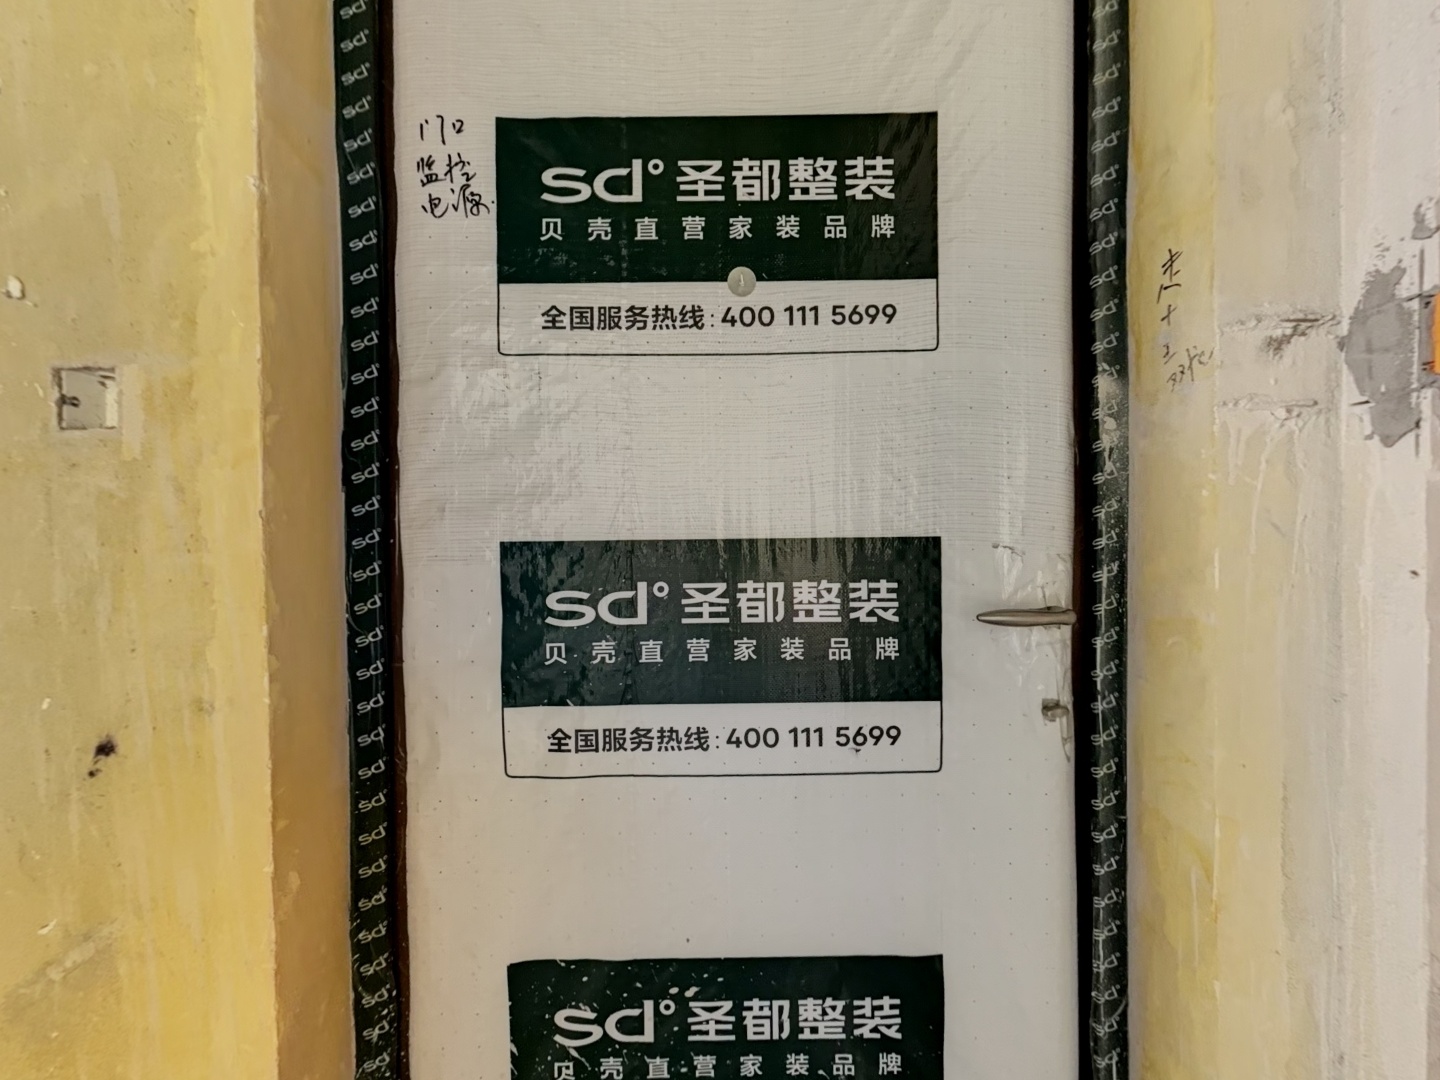 门口
监控
电源.
sd° 圣都整装
贝壳直营家装品牌
全国服务热线:400 111 5699
sd° 圣都整装
贝壳直营家装品牌
全国服务热线:400 111 5699
sd° 圣都整装
贝壳直营家装品牌